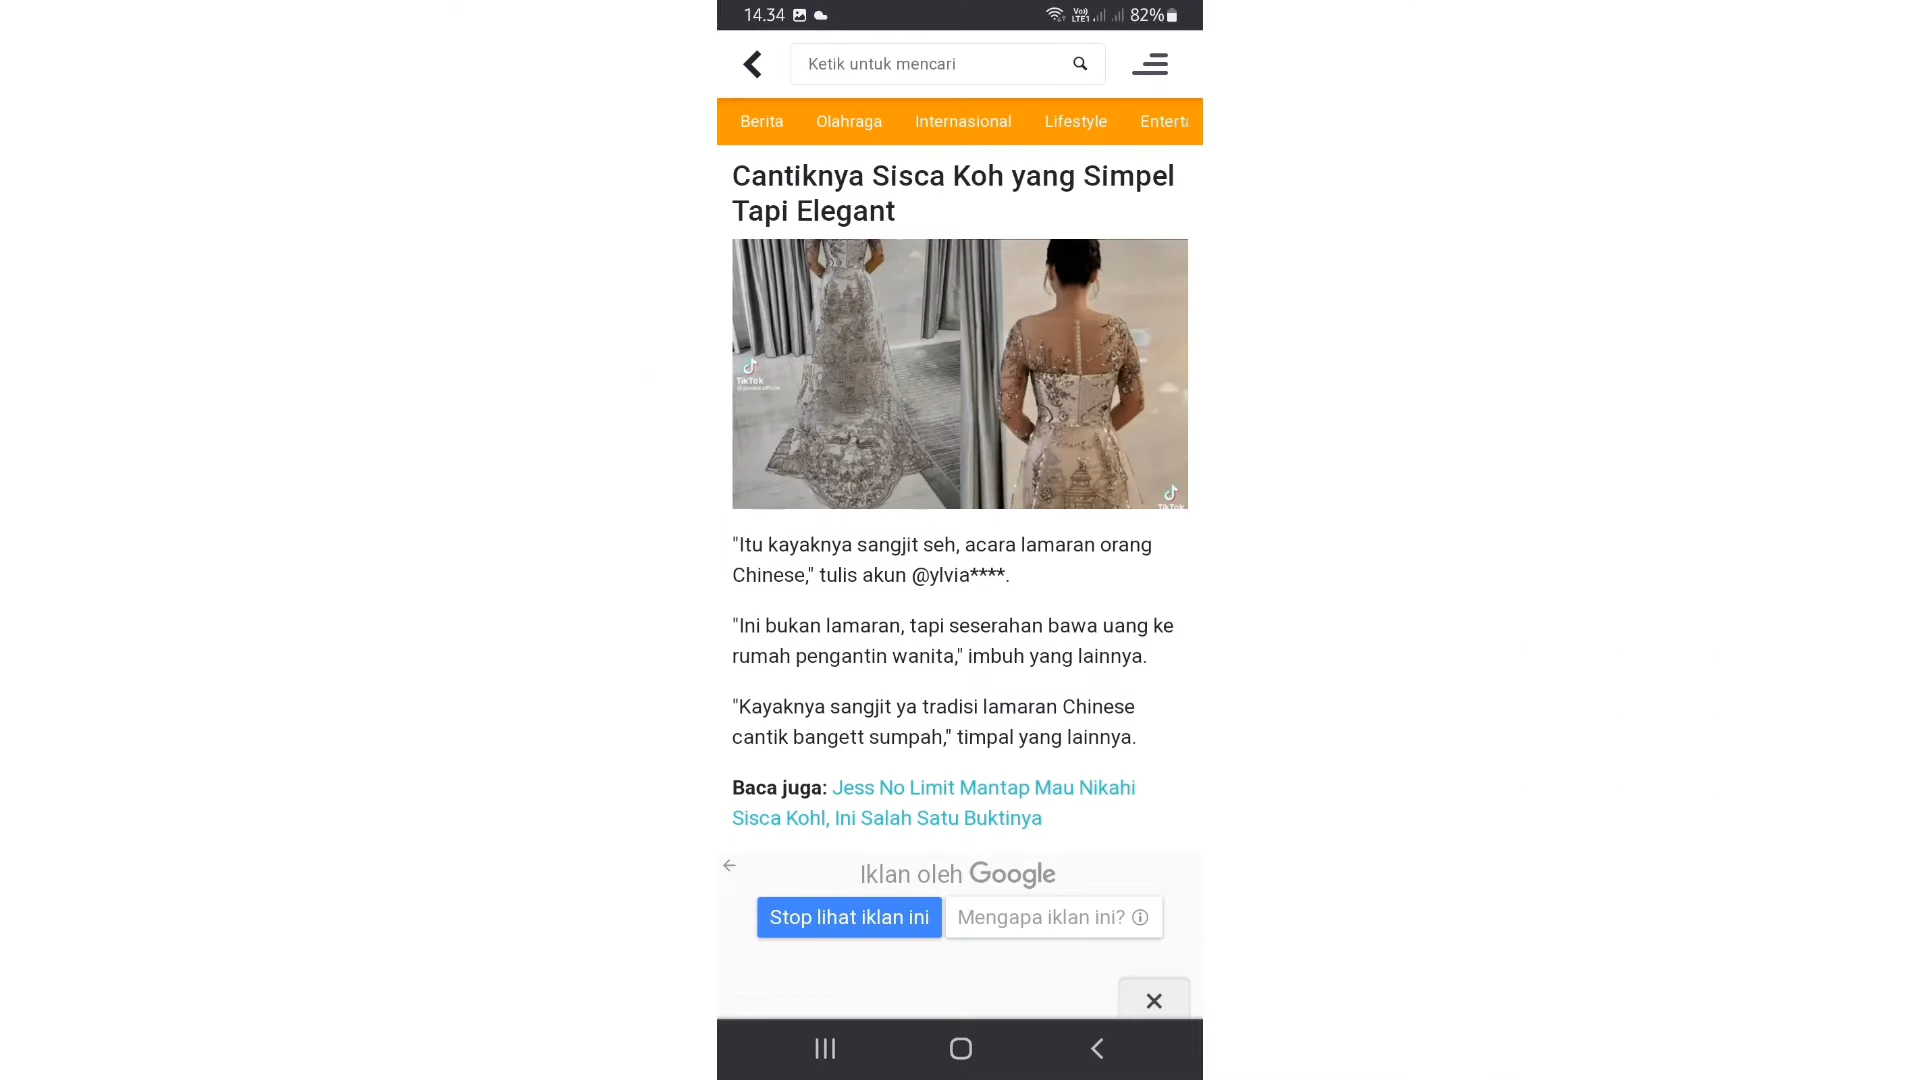 14.34 Vo) LTE1 82%
Ketik untuk mencari
Berita Olahraga Internasional Lifestyle Enterta
Cantiknya Sisca Koh yang Simpel
Tapi Elegant
TikTok
TikTok
"Itu kayaknya sangjit seh, acara lamaran orang
Chinese," tulis akun @ylvia****.
"Ini bukan lamaran, tapi seserahan bawa uang ke
rumah pengantin wanita," imbuh yang lainnya.
"Kayaknya sangjit ya tradisi lamaran Chinese
cantik bangett sumpah," timpal yang lainnya.
Baca juga: Jess No Limit Mantap Mau Nikahi
Sisca Kohl, Ini Salah Satu Buktinya
Iklan oleh Google
Stop lihat iklan ini Mengapa iklan ini?